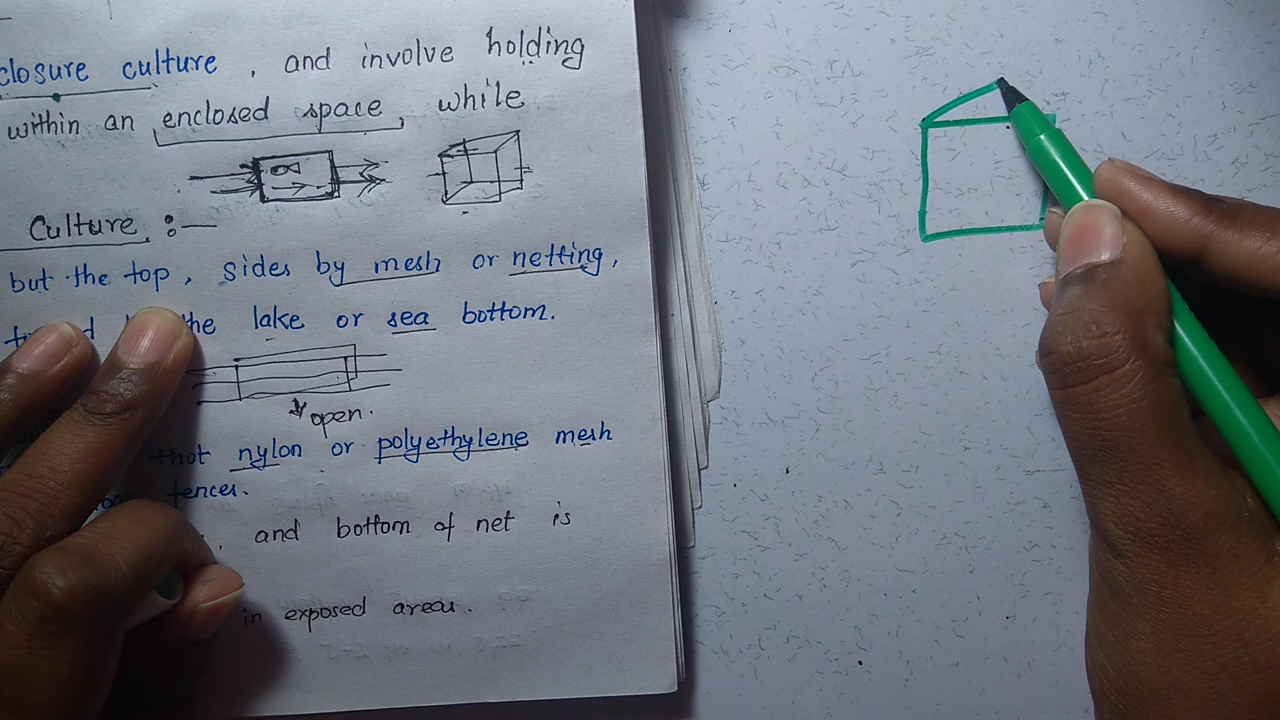 closure culture , and involve holding
within an enclosed space, while
Culture :—
but the top, sides by mesh or netting,
the lake or sea bottom.
open.
that nylon or polyethylene mesh
fences.
, and bottom of net is
in exposed areas.